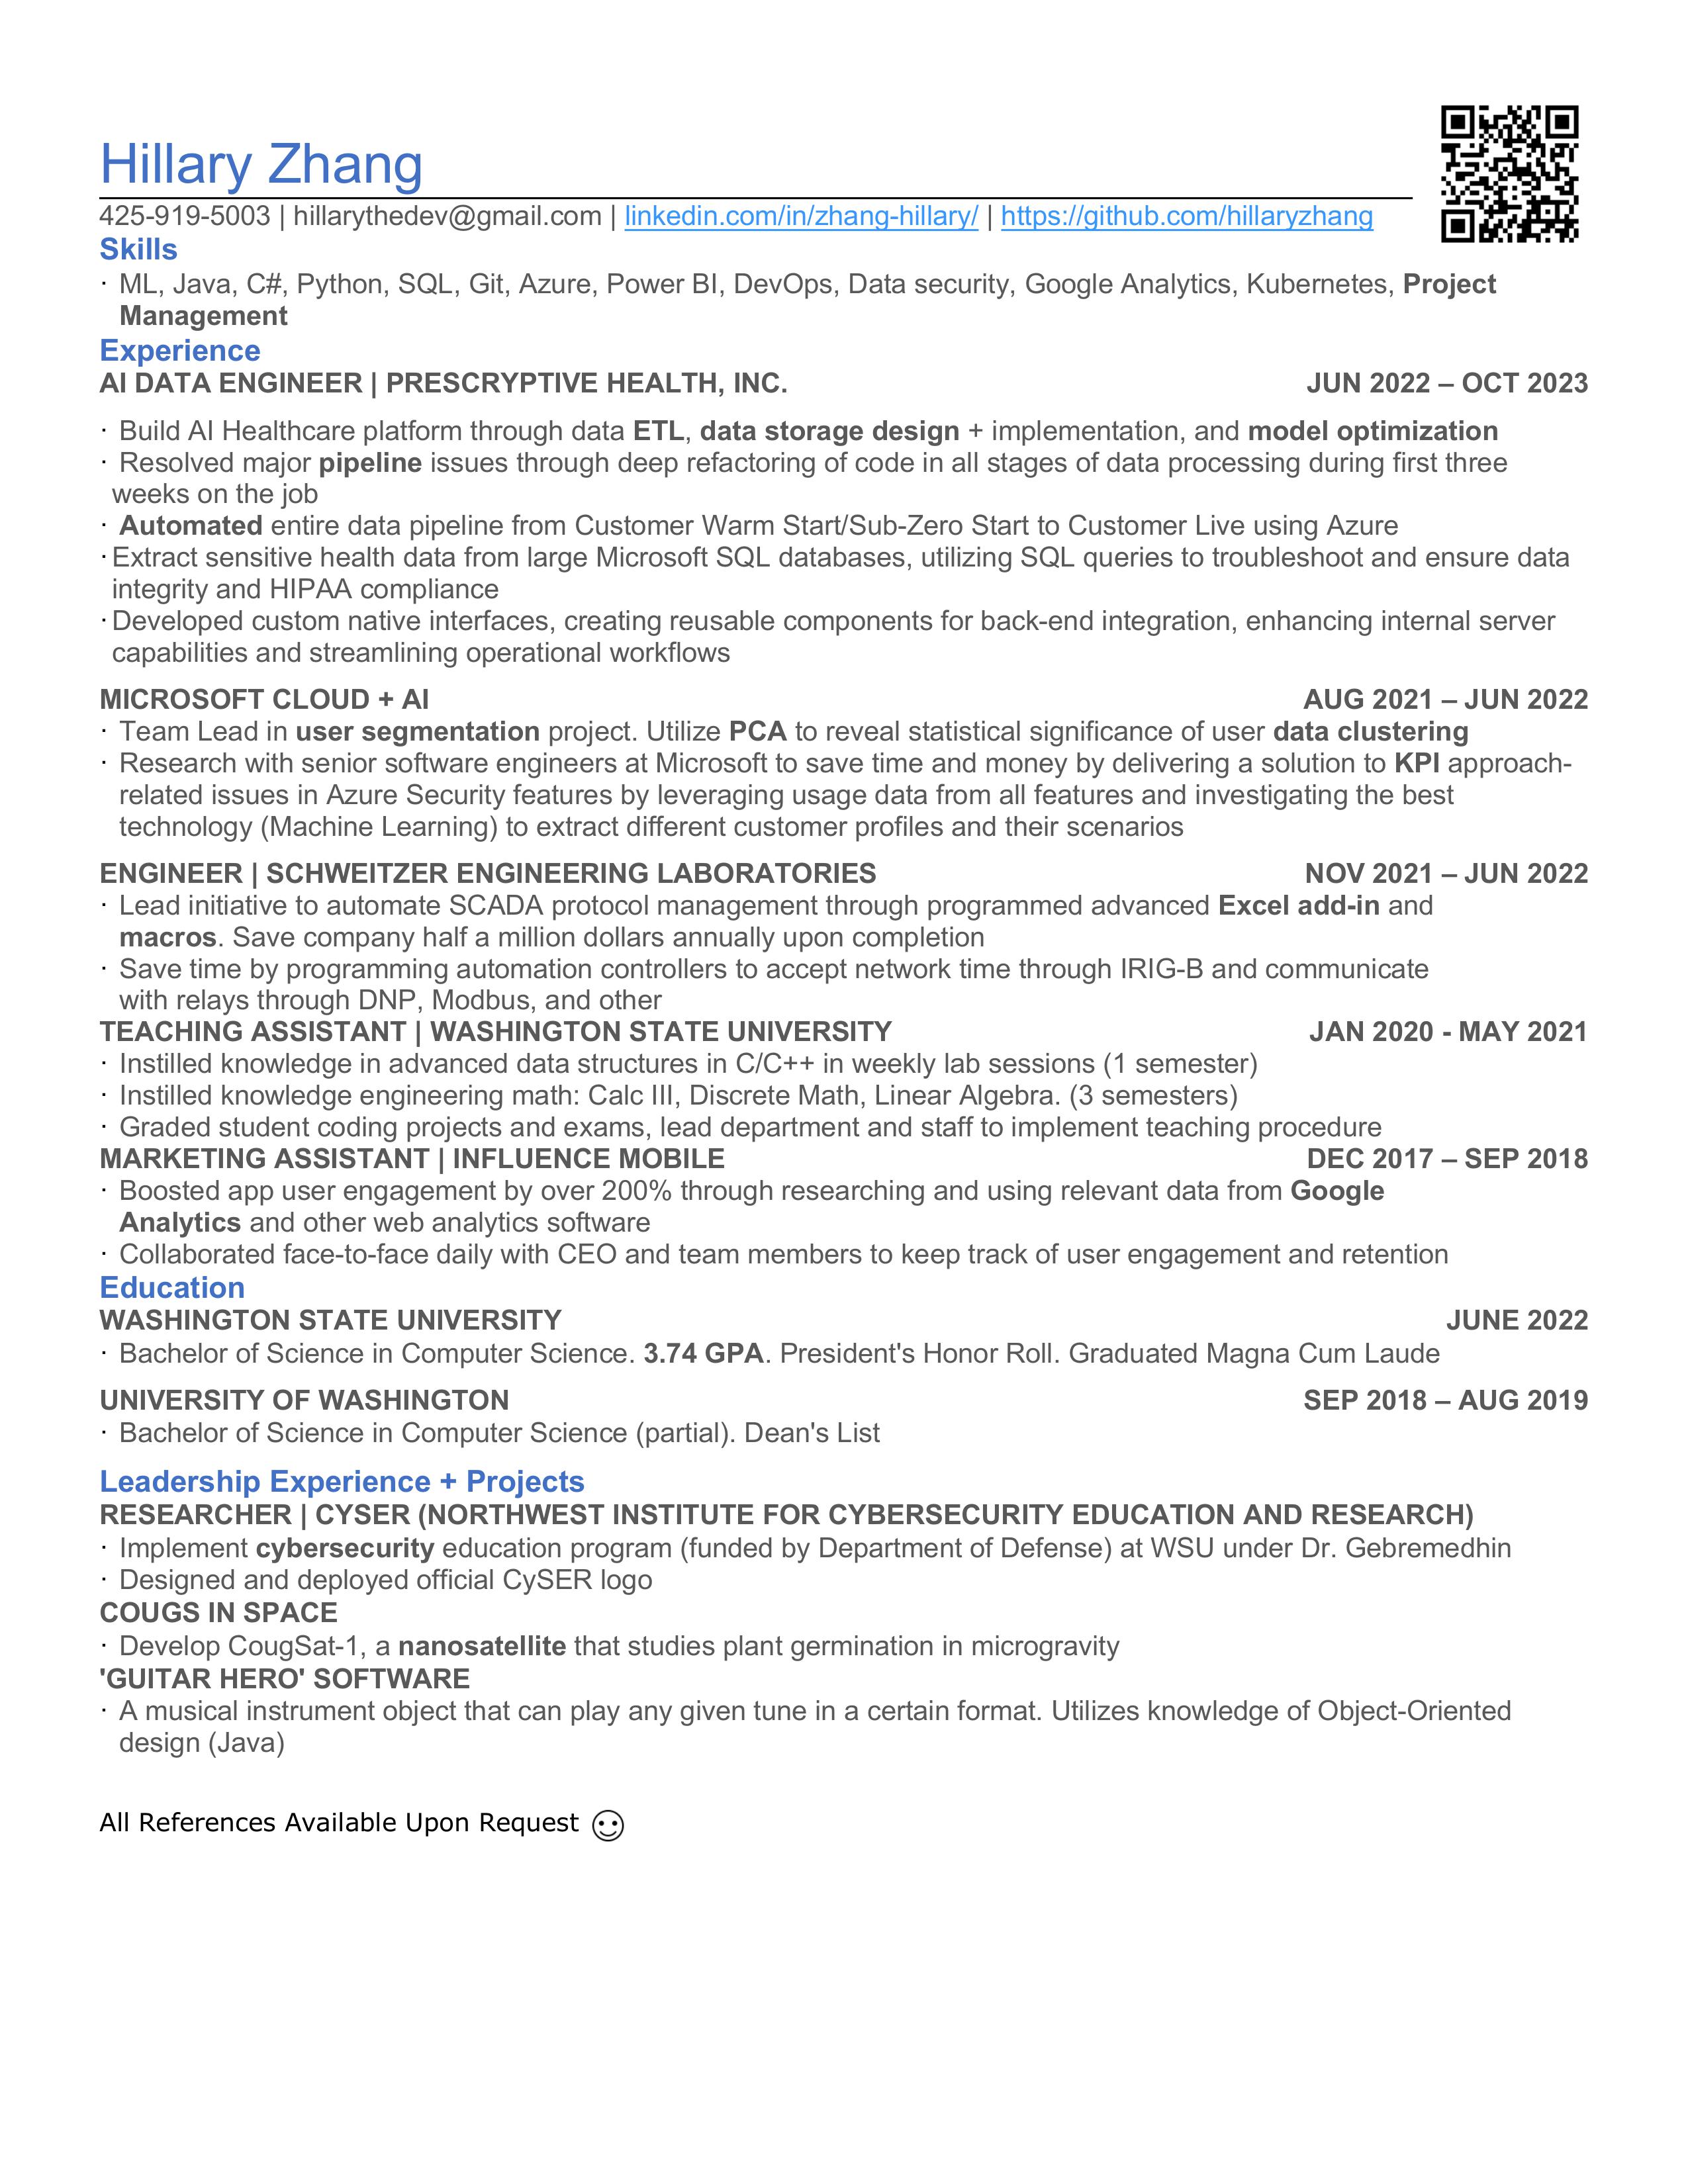 Hillary Zhang
425-919-5003 | hillarythedev@gmail.com | linkedin.com/in/zhang-hillary/ | https://github.com/hillaryzhang
Skills
· ML, Java, C#, Python, SQL, Git, Azure, Power BI, DevOps, Data security, Google Analytics, Kubernetes, Project
Management
Experience
AI DATA ENGINEER | PRESCRYPTIVE HEALTH, INC. JUN 2022 – OCT 2023
· Build AI Healthcare platform through data ETL, data storage design + implementation, and model optimization
· Resolved major pipeline issues through deep refactoring of code in all stages of data processing during first three
weeks on the job
· Automated entire data pipeline from Customer Warm Start/Sub-Zero Start to Customer Live using Azure
· Extract sensitive health data from large Microsoft SQL databases, utilizing SQL queries to troubleshoot and ensure data
integrity and HIPAA compliance
· Developed custom native interfaces, creating reusable components for back-end integration, enhancing internal server
capabilities and streamlining operational workflows
MICROSOFT CLOUD + AI AUG 2021 – JUN 2022
· Team Lead in user segmentation project. Utilize PCA to reveal statistical significance of user data clustering
· Research with senior software engineers at Microsoft to save time and money by delivering a solution to KPI approach-
related issues in Azure Security features by leveraging usage data from all features and investigating the best
technology (Machine Learning) to extract different customer profiles and their scenarios
ENGINEER | SCHWEITZER ENGINEERING LABORATORIES NOV 2021 – JUN 2022
· Lead initiative to automate SCADA protocol management through programmed advanced Excel add-in and
macros. Save company half a million dollars annually upon completion
· Save time by programming automation controllers to accept network time through IRIG-B and communicate
with relays through DNP, Modbus, and other
TEACHING ASSISTANT | WASHINGTON STATE UNIVERSITY JAN 2020 - MAY 2021
· Instilled knowledge in advanced data structures in C/C++ in weekly lab sessions (1 semester)
· Instilled knowledge engineering math: Calc III, Discrete Math, Linear Algebra. (3 semesters)
· Graded student coding projects and exams, lead department and staff to implement teaching procedure
MARKETING ASSISTANT | INFLUENCE MOBILE DEC 2017 – SEP 2018
· Boosted app user engagement by over 200% through researching and using relevant data from Google
Analytics and other web analytics software
· Collaborated face-to-face daily with CEO and team members to keep track of user engagement and retention
Education
WASHINGTON STATE UNIVERSITY JUNE 2022
· Bachelor of Science in Computer Science. 3.74 GPA. President's Honor Roll. Graduated Magna Cum Laude
UNIVERSITY OF WASHINGTON SEP 2018 – AUG 2019
· Bachelor of Science in Computer Science (partial). Dean's List
Leadership Experience + Projects
RESEARCHER | CYSER (NORTHWEST INSTITUTE FOR CYBERSECURITY EDUCATION AND RESEARCH)
· Implement cybersecurity education program (funded by Department of Defense) at WSU under Dr. Gebremedhin
· Designed and deployed official CySER logo
COUGS IN SPACE
· Develop CougSat-1, a nanosatellite that studies plant germination in microgravity
'GUITAR HERO' SOFTWARE
· A musical instrument object that can play any given tune in a certain format. Utilizes knowledge of Object-Oriented
design (Java)
All References Available Upon Request ☺